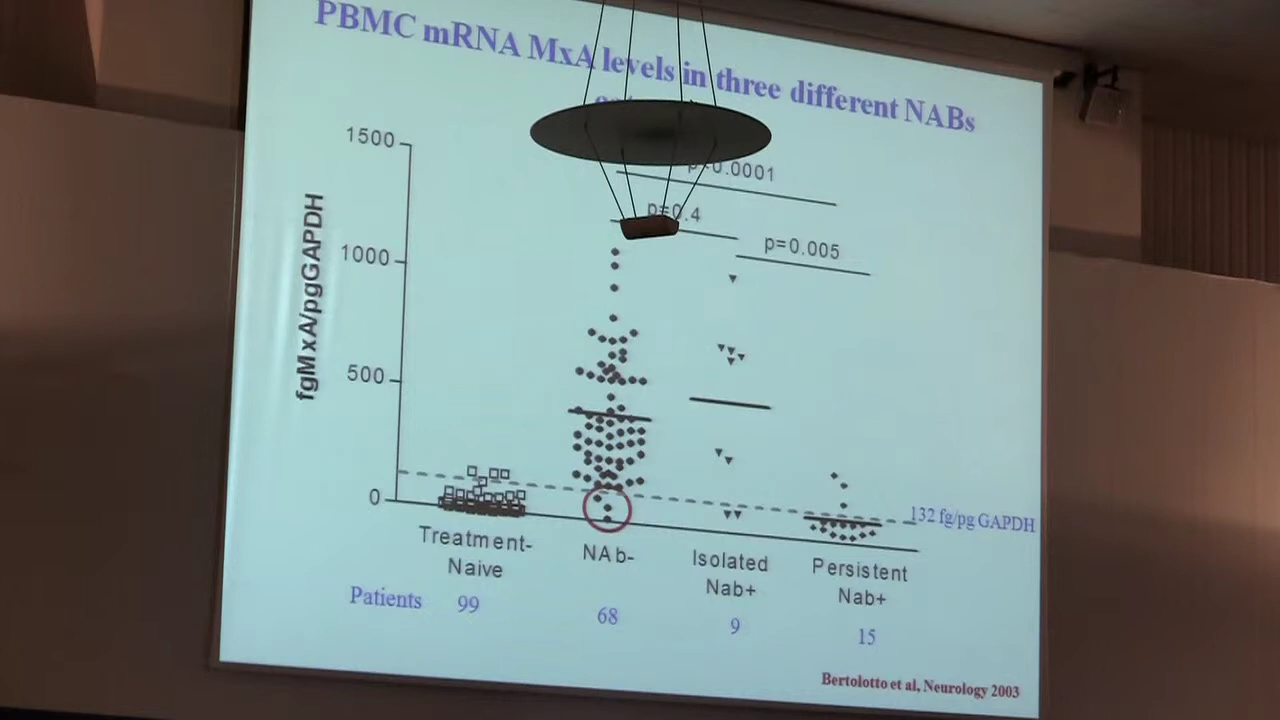 PBMC mRNA MxA levels in three different NABs
p<0.0001
p=0.4
p=0.005
fgMxA/pgGAPDH
1500
1000
500
0
132 fg/pg GAPDH
Treatment-Naive
NAb-
Isolated Nab+
Persistent Nab+
Patients 99 68 9 15
Bertolotto et al, Neurology 2003